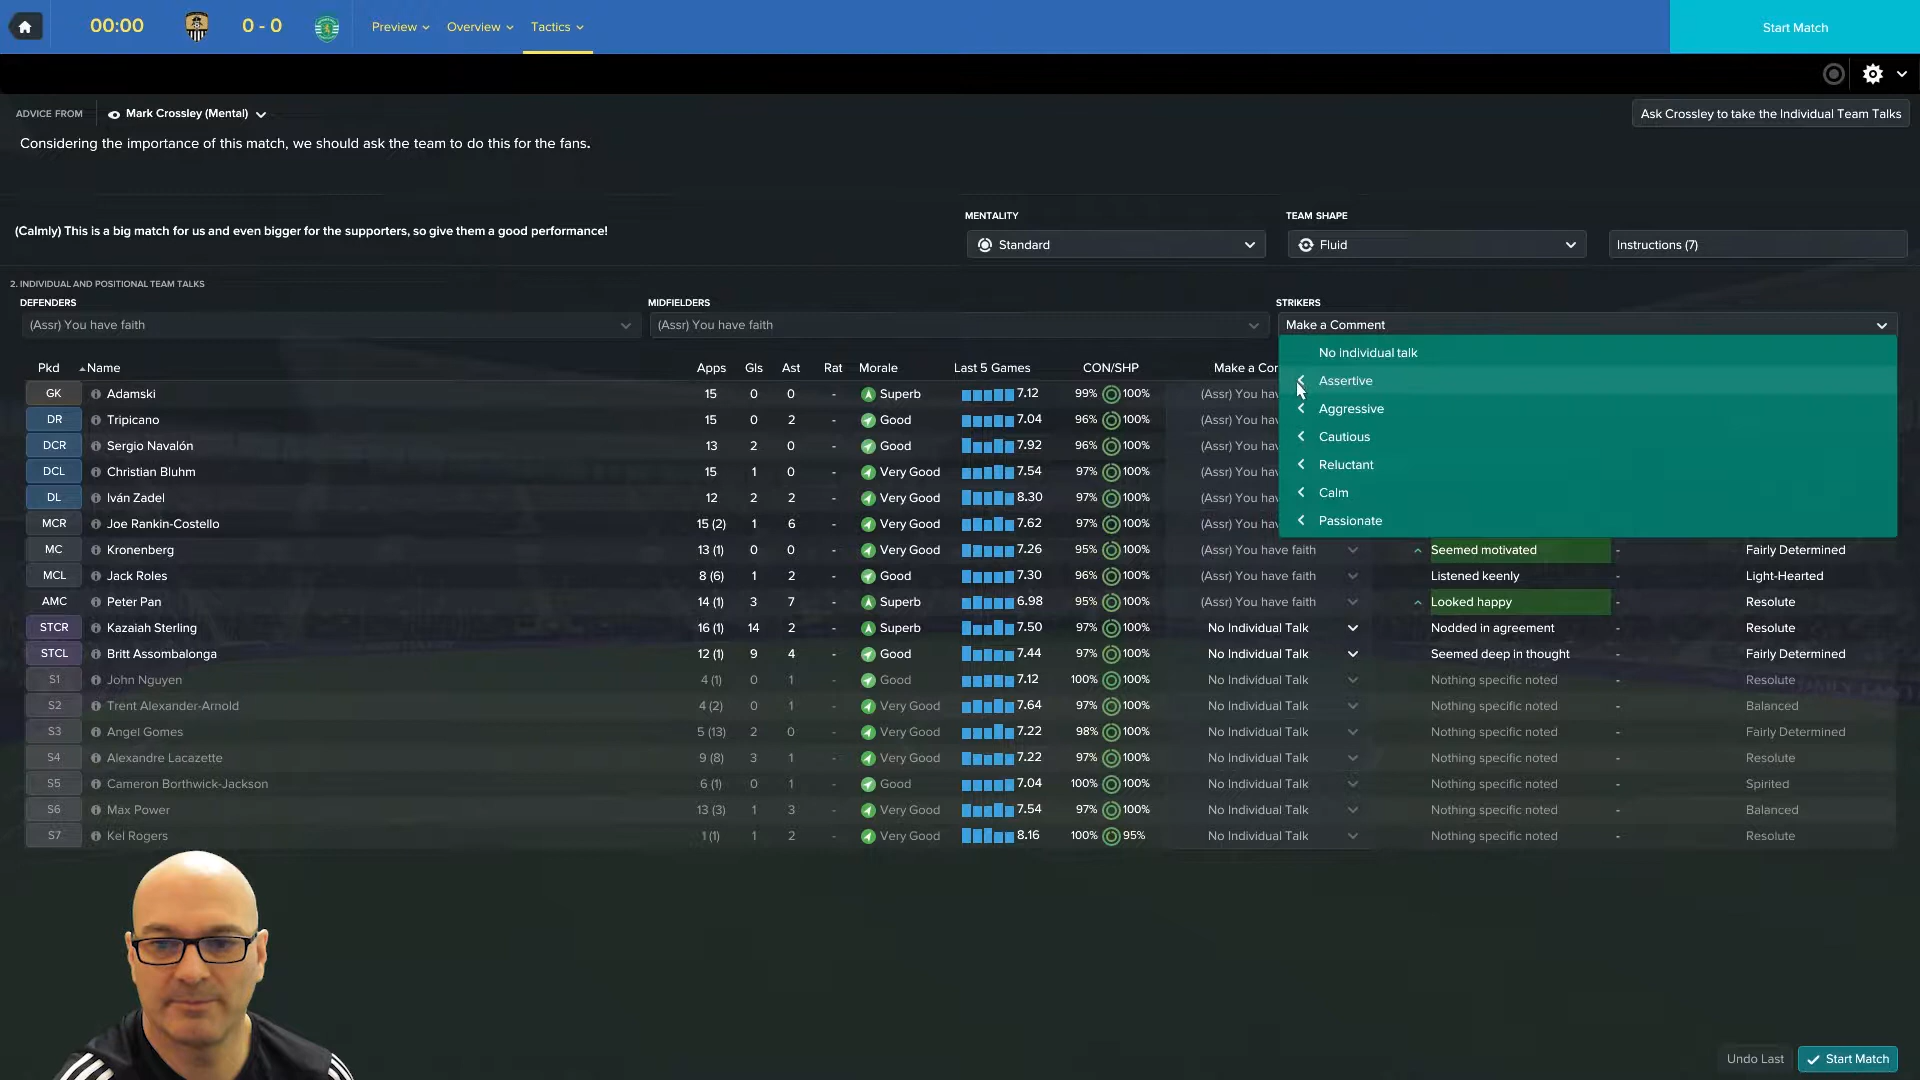 00:00 0 - 0 Preview Overview Tactics Start Match
ADVICE FROM Mark Crossley (Mental) Ask Crossley to take the Individual Team Talks
Considering the importance of this match, we should ask the team to do this for the fans.
MENTALITY TEAM SHAPE
(Calmly) This is a big match for us and even bigger for the supporters, so give them a good performance! Standard Fluid Instructions (7)
2. INDIVIDUAL AND POSITIONAL TEAM TALKS
DEFENDERS MIDFIELDERS STRIKERS
(Assr) You have faith (Assr) You have faith Make a Comment
No individual talk
Pkd Name Apps Gls Ast Rat Morale Last 5 Games CON/SHP Make a Cor
Assertive
GK Adamski 15 0 0 - Superb 7.12 99% 100% (Assr) You ha
Aggressive
DR Tripicano 15 0 2 - Good 7.04 96% 100% (Assr) You ha
Cautious
DCR Sergio Navalón 13 2 0 - Good 7.92 96% 100% (Assr) You ha
Reluctant
DCL Christian Bluhm 15 1 0 - Very Good 7.54 97% 100% (Assr) You ha
Calm
DL Iván Zadel 12 2 2 - Very Good 8.30 97% 100% (Assr) You ha
Passionate
MCR Joe Rankin-Costello 15 (2) 1 6 - Very Good 7.62 97% 100% (Assr) You ha
MC Kronenberg 13 (1) 0 0 - Very Good 7.26 95% 100% (Assr) You have faith Seemed motivated - Fairly Determined
MCL Jack Roles 8 (6) 1 2 - Good 7.30 96% 100% (Assr) You have faith Listened keenly - Light-Hearted
AMC Peter Pan 14 (1) 3 7 - Superb 6.98 95% 100% (Assr) You have faith Looked happy - Resolute
STCR Kazaiah Sterling 16 (1) 14 2 - Superb 7.50 97% 100% No Individual Talk Nodded in agreement - Resolute
STCL Britt Assombalonga 12 (1) 9 4 - Good 7.44 97% 100% No Individual Talk Seemed deep in thought - Fairly Determined
S1 John Nguyen 4 (1) 0 1 - Good 7.12 100% 100% No Individual Talk Nothing specific noted - Resolute
S2 Trent Alexander-Arnold 4 (2) 0 1 - Very Good 7.64 97% 100% No Individual Talk Nothing specific noted - Balanced
S3 Angel Gomes 5 (13) 2 0 - Very Good 7.22 98% 100% No Individual Talk Nothing specific noted - Fairly Determined
S4 Alexandre Lacazette 9 (8) 3 1 - Very Good 7.22 97% 100% No Individual Talk Nothing specific noted - Resolute
S5 Cameron Borthwick-Jackson 6 (1) 0 1 - Good 7.04 100% 100% No Individual Talk Nothing specific noted - Spirited
S6 Max Power 13 (3) 1 3 - Very Good 7.54 97% 100% No Individual Talk Nothing specific noted - Balanced
S7 Kel Rogers 1 (1) 1 2 - Very Good 8.16 100% 95% No Individual Talk Nothing specific noted - Resolute
Undo Last Start Match